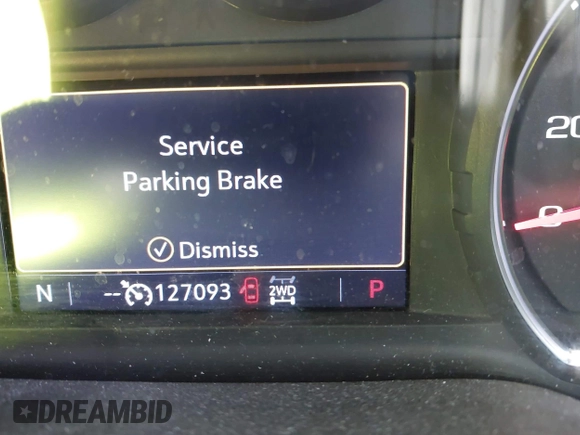 Service
Parking Brake
Dismiss
N -- 127093 2WD P
20
0
DREAMBID